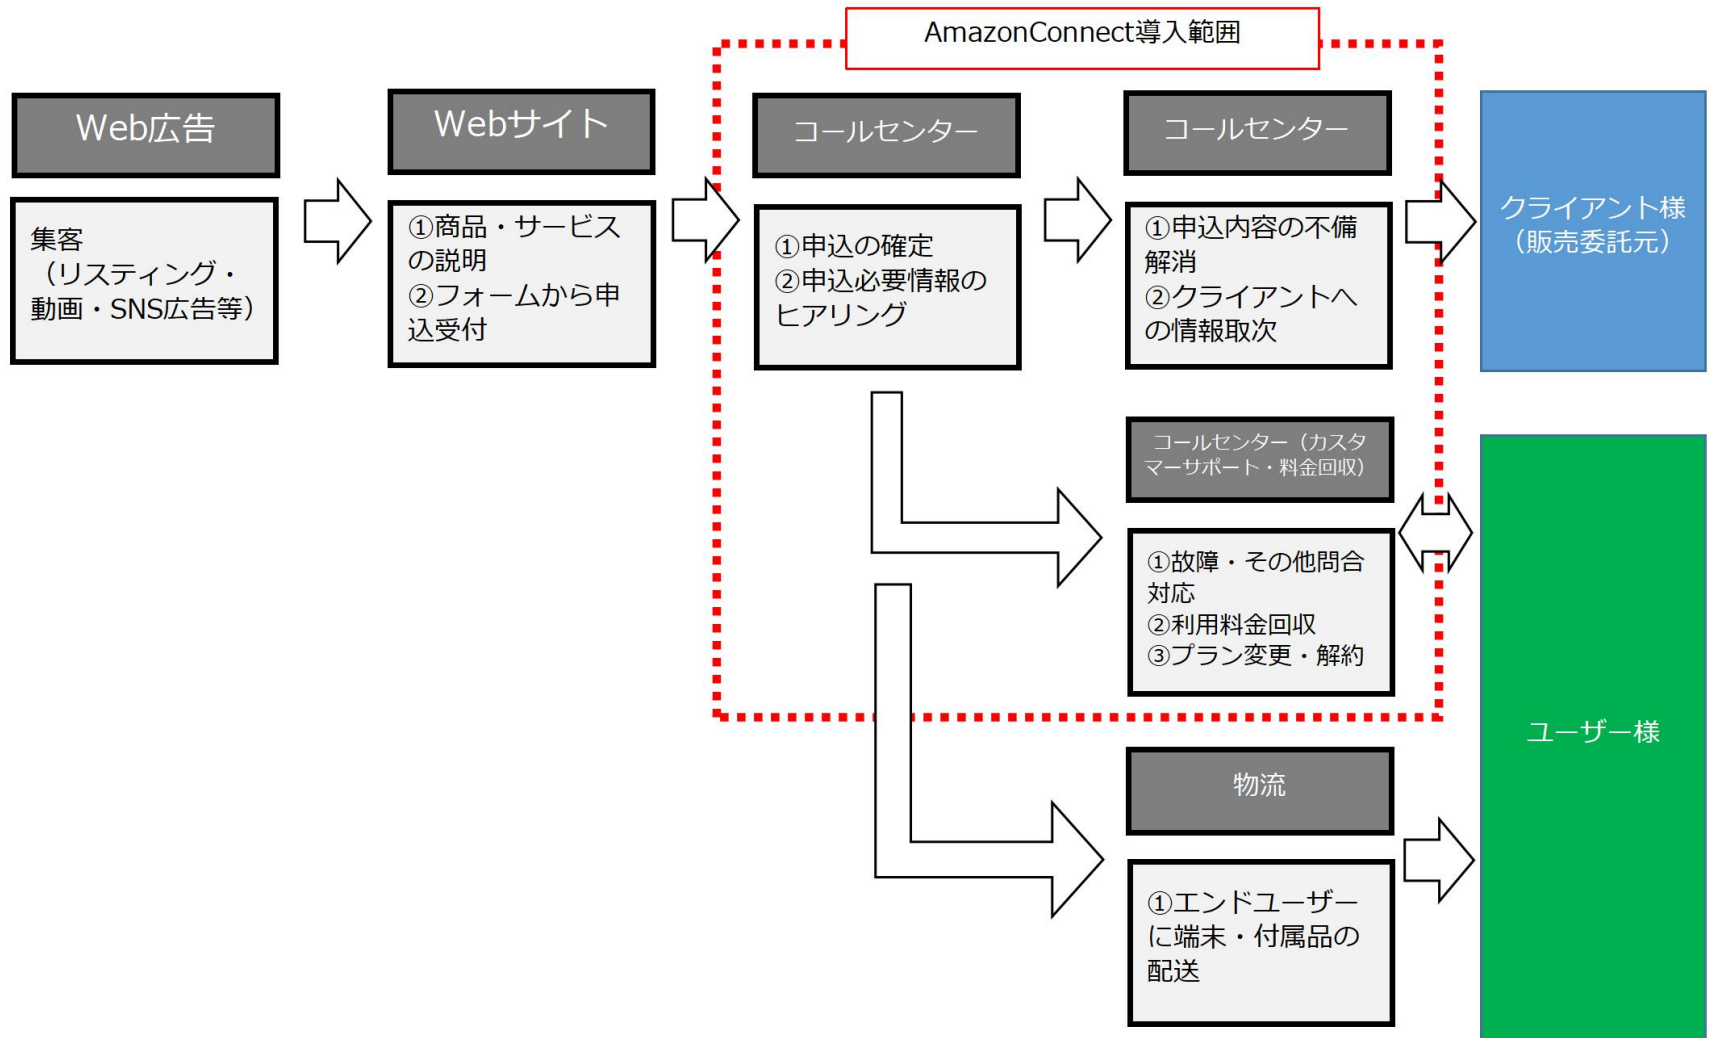 AmazonConnect導入範囲
Web広告
集客
（リスティング・
動画・SNS広告等）
Webサイト
①商品・サービス
の説明
②フォームから申
込受付
コールセンター
①申込の確定
②申込必要情報の
ヒアリング
コールセンター
①申込内容の不備
解消
②クライアントへ
の情報取次
クライアント様
（販売委託元）
コールセンター（カスタ
マーサポート・料金回収）
①故障・その他問合
対応
②利用料金回収
③プラン変更・解約
ユーザー様
物流
①エンドユーザー
に端末・付属品の
配送